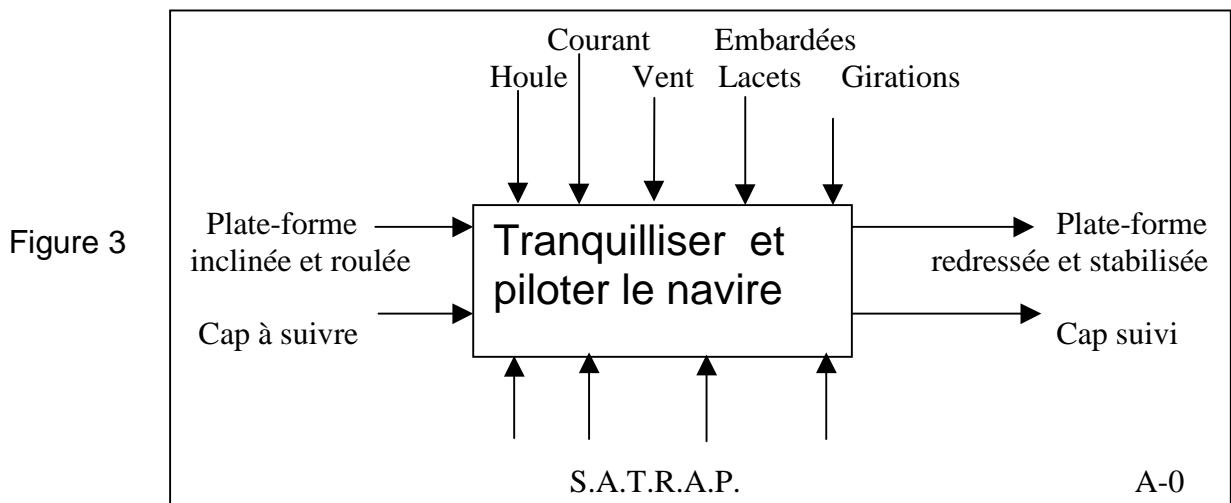 Courant Embardées
Houle Vent Lacets Girations
Figure 3
Plate-forme
inclinée et roulée
Tranquilliser et
piloter le navire
Plate-forme
redressée et stabilisée
Cap à suivre
Cap suivi
S.A.T.R.A.P.
A-0